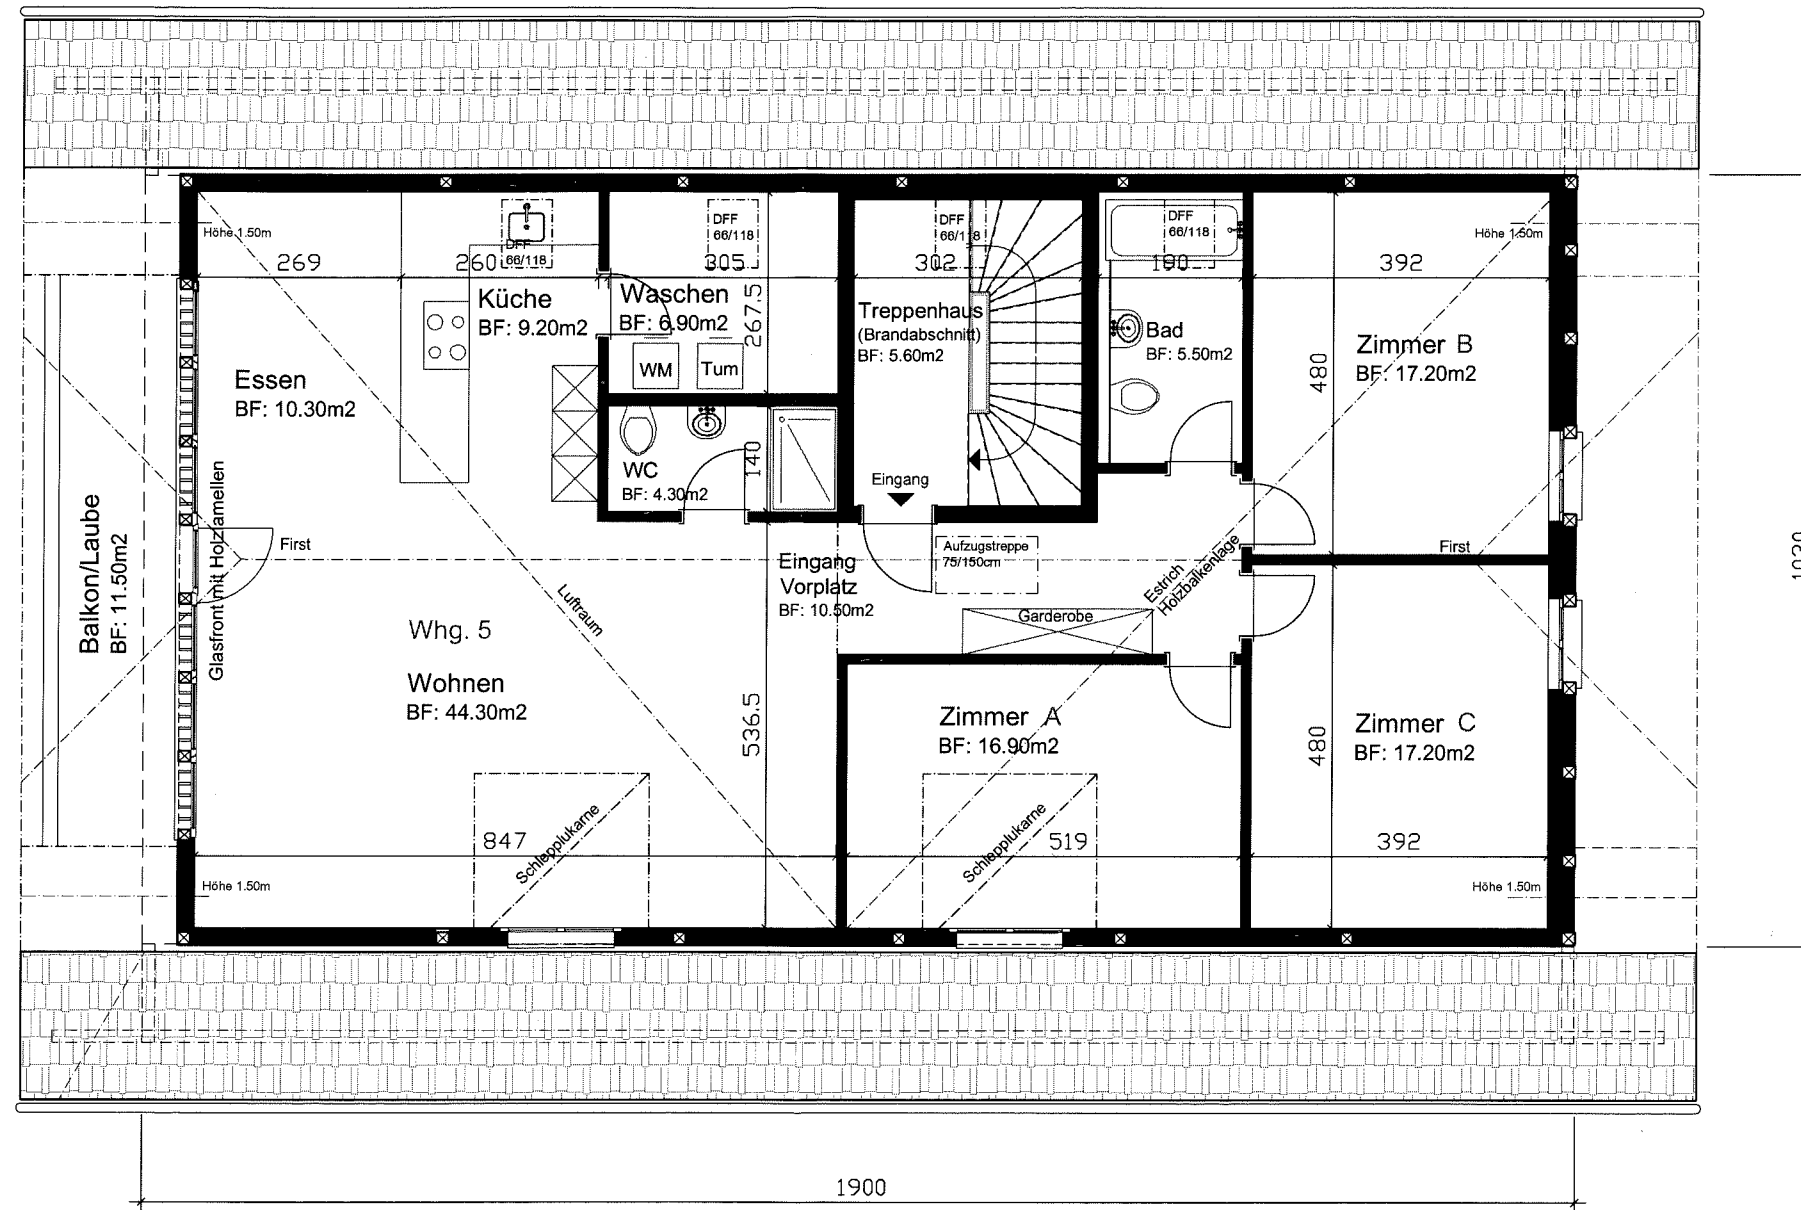 Höhe 1.50m
DFF
66/118
DFF
66/118
DFF
66/118
DFF
66/118
Höhe 1.50m
269
260
305
302
190
392
Küche
BF: 9.20m2
Waschen
BF: 6.90m2
267.5
Treppenhaus
(Brandabschnitt)
BF: 5.60m2
Bad
BF: 5.50m2
Zimmer B
BF: 17.20m2
480
Essen
BF: 10.30m2
WM
Tum
WC
BF: 4.30m2
140
Eingang
Balkon/Laube
BF: 11.50m2
Glasfront mit Holzlamellen
First
Luftraum
Eingang
Vorplatz
BF: 10.50m2
Aufzugstreppe
75/150cm
Estrich
Holzbalkenlage
First
1030
Garderobe
Whg. 5
Wohnen
BF: 44.30m2
536.5
Zimmer A
BF: 16.90m2
Zimmer C
BF: 17.20m2
480
847
Schlepplukarne
519
Schlepplukarne
392
Höhe 1.50m
Höhe 1.50m
1900